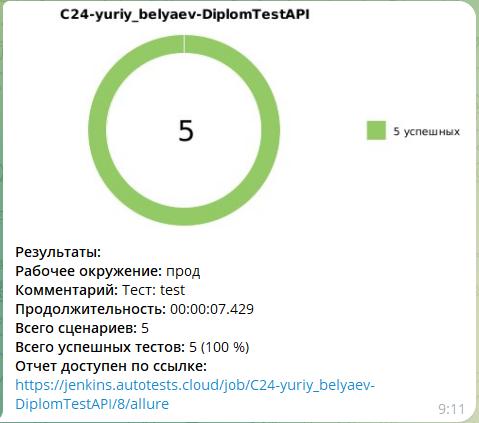 C24-yuriy_belyaev-DiplomTestAPI
5
5 успешных
Результаты:
Рабочее окружение: прод
Комментарий: Тест: test
Продолжительность: 00:00:07.429
Всего сценариев: 5
Всего успешных тестов: 5 (100 %)
Отчет доступен по ссылке:
https://jenkins.autotests.cloud/job/C24-yuriy_belyaev-
DiplomTestAPI/8/allure
9:11